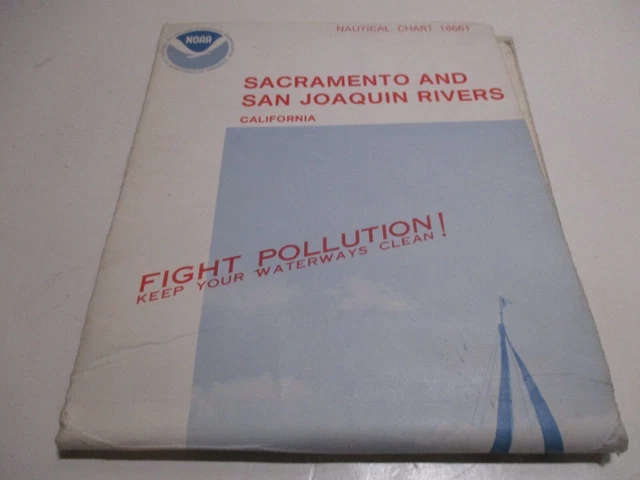 NOAA
NAUTICAL CHART 18661
SACRAMENTO AND
SAN JOAQUIN RIVERS
CALIFORNIA
FIGHT POLLUTION!
KEEP YOUR WATERWAYS CLEAN!